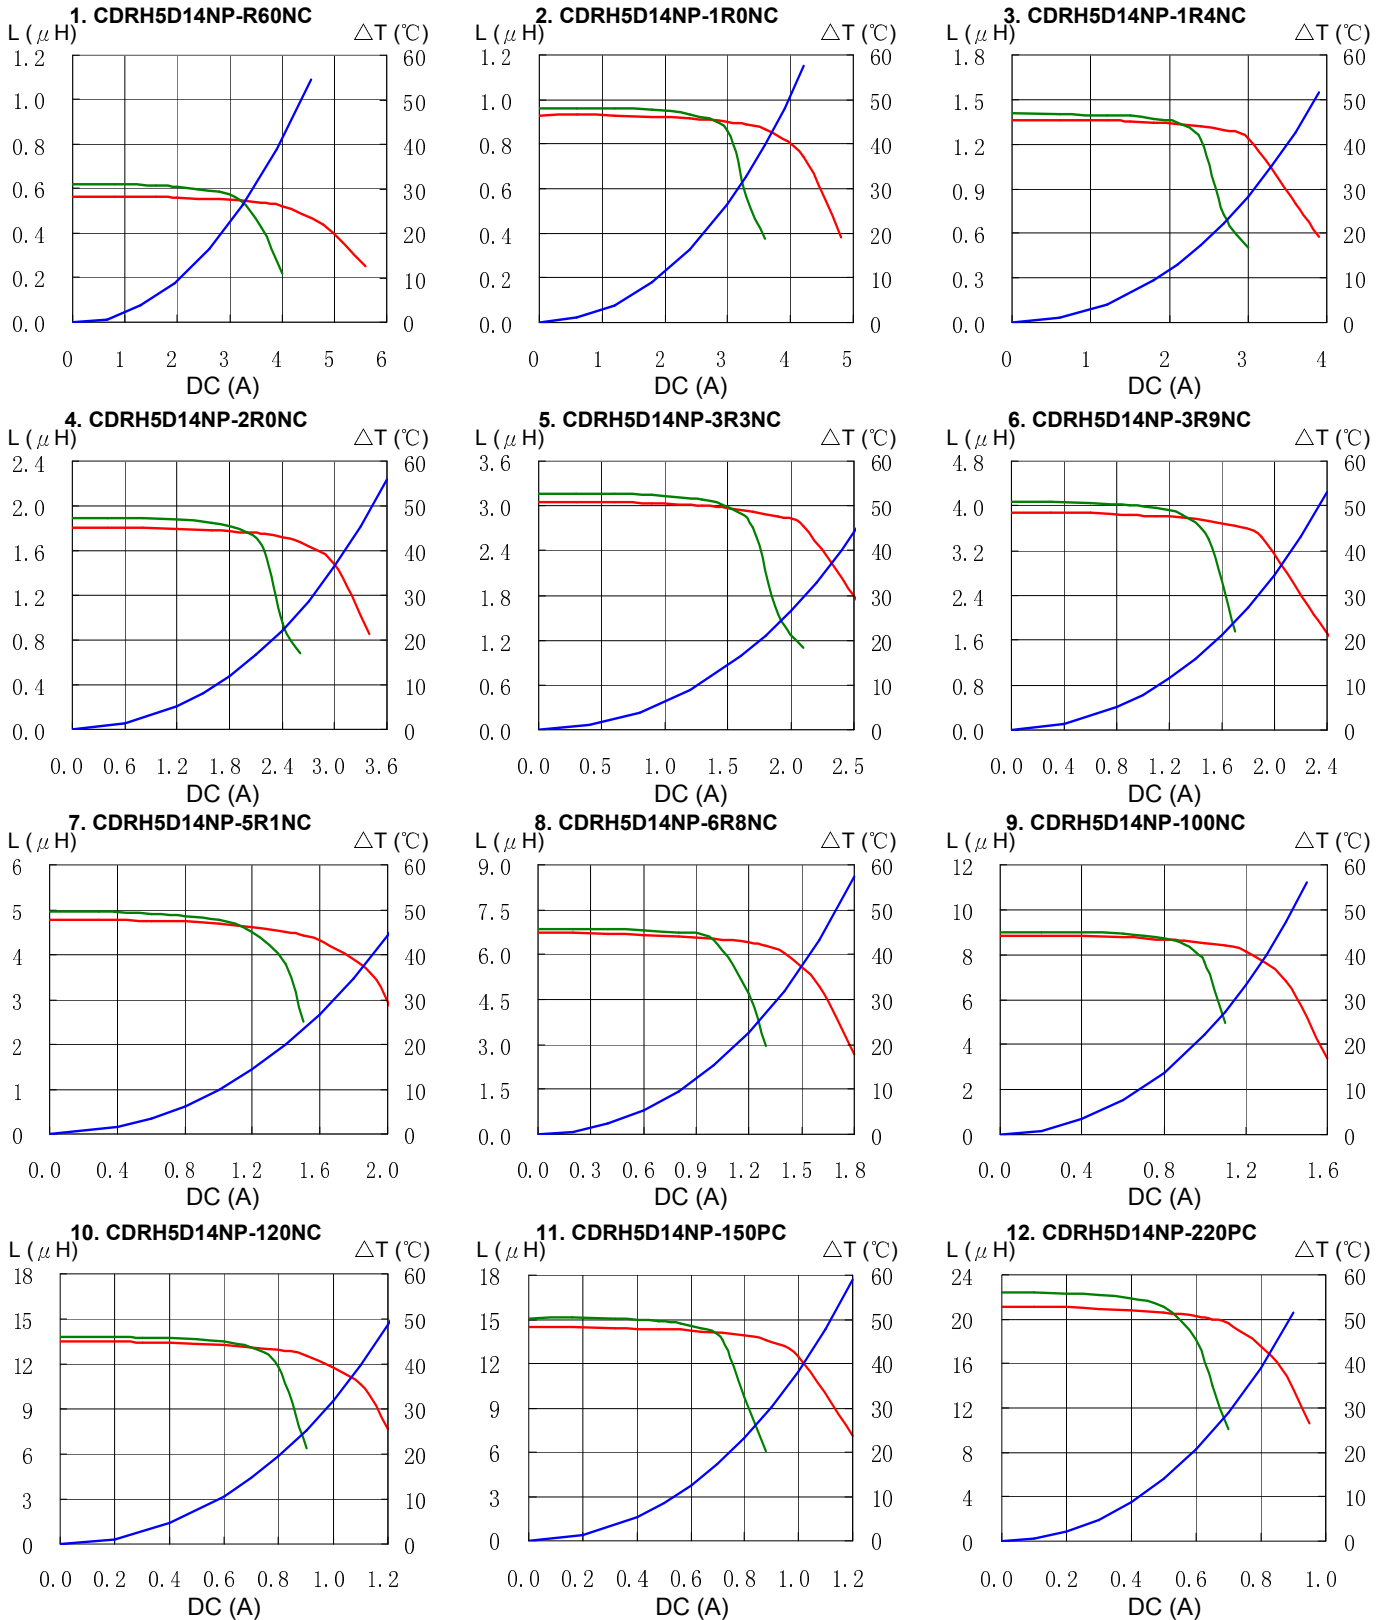 1. CDRH5D14NP-R60NC
L (μH) △T (℃)
1.2 60
1.0 50
0.8 40
0.6 30
0.4 20
0.2 10
0.0 0
0 1 2 3 4 5 6
DC (A)
2. CDRH5D14NP-1R0NC
L (μH) △T (℃)
1.2 60
1.0 50
0.8 40
0.6 30
0.4 20
0.2 10
0.0 0
0 1 2 3 4 5
DC (A)
3. CDRH5D14NP-1R4NC
L (μH) △T (℃)
1.8 60
1.5 50
1.2 40
0.9 30
0.6 20
0.3 10
0.0 0
0 1 2 3 4
DC (A)
4. CDRH5D14NP-2R0NC
L (μH) △T (℃)
2.4 60
2.0 50
1.6 40
1.2 30
0.8 20
0.4 10
0.0 0
0.0 0.6 1.2 1.8 2.4 3.0 3.6
DC (A)
5. CDRH5D14NP-3R3NC
L (μH) △T (℃)
3.6 60
3.0 50
2.4 40
1.8 30
1.2 20
0.6 10
0.0 0
0.0 0.5 1.0 1.5 2.0 2.5
DC (A)
6. CDRH5D14NP-3R9NC
L (μH) △T (℃)
4.8 60
4.0 50
3.2 40
2.4 30
1.6 20
0.8 10
0.0 0
0.0 0.4 0.8 1.2 1.6 2.0 2.4
DC (A)
7. CDRH5D14NP-5R1NC
L (μH) △T (℃)
6 60
5 50
4 40
3 30
2 20
1 10
0 0
0.0 0.4 0.8 1.2 1.6 2.0
DC (A)
8. CDRH5D14NP-6R8NC
L (μH) △T (℃)
9.0 60
7.5 50
6.0 40
4.5 30
3.0 20
1.5 10
0.0 0
0.0 0.3 0.6 0.9 1.2 1.5 1.8
DC (A)
9. CDRH5D14NP-100NC
L (μH) △T (℃)
12 60
10 50
8 40
6 30
4 20
2 10
0 0
0.0 0.4 0.8 1.2 1.6
DC (A)
10. CDRH5D14NP-120NC
L (μH) △T (℃)
18 60
15 50
12 40
9 30
6 20
3 10
0 0
0.0 0.2 0.4 0.6 0.8 1.0 1.2
DC (A)
11. CDRH5D14NP-150PC
L (μH) △T (℃)
18 60
15 50
12 40
9 30
6 20
3 10
0 0
0.0 0.2 0.4 0.6 0.8 1.0 1.2
DC (A)
12. CDRH5D14NP-220PC
L (μH) △T (℃)
24 60
20 50
16 40
12 30
8 20
4 10
0 0
0.0 0.2 0.4 0.6 0.8 1.0
DC (A)